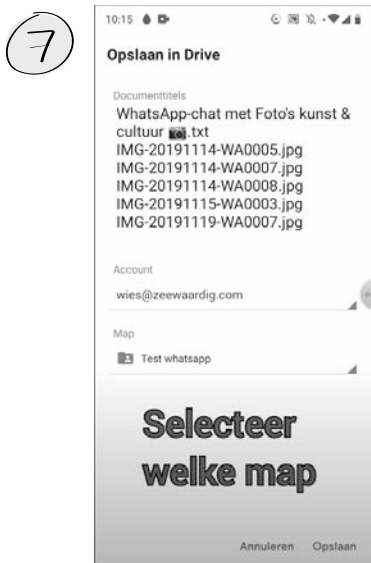 7
10:15
Opslaan in Drive
Documenttitels
WhatsApp-chat met Foto's kunst &
cultuur 📷.txt
IMG-20191114-WA0005.jpg
IMG-20191114-WA0007.jpg
IMG-20191114-WA0008.jpg
IMG-20191115-WA0003.jpg
IMG-20191119-WA0007.jpg
Account
wies@zeewaardig.com
Map
Test whatsapp
Selecteer
welke map
Annuleren Opslaan